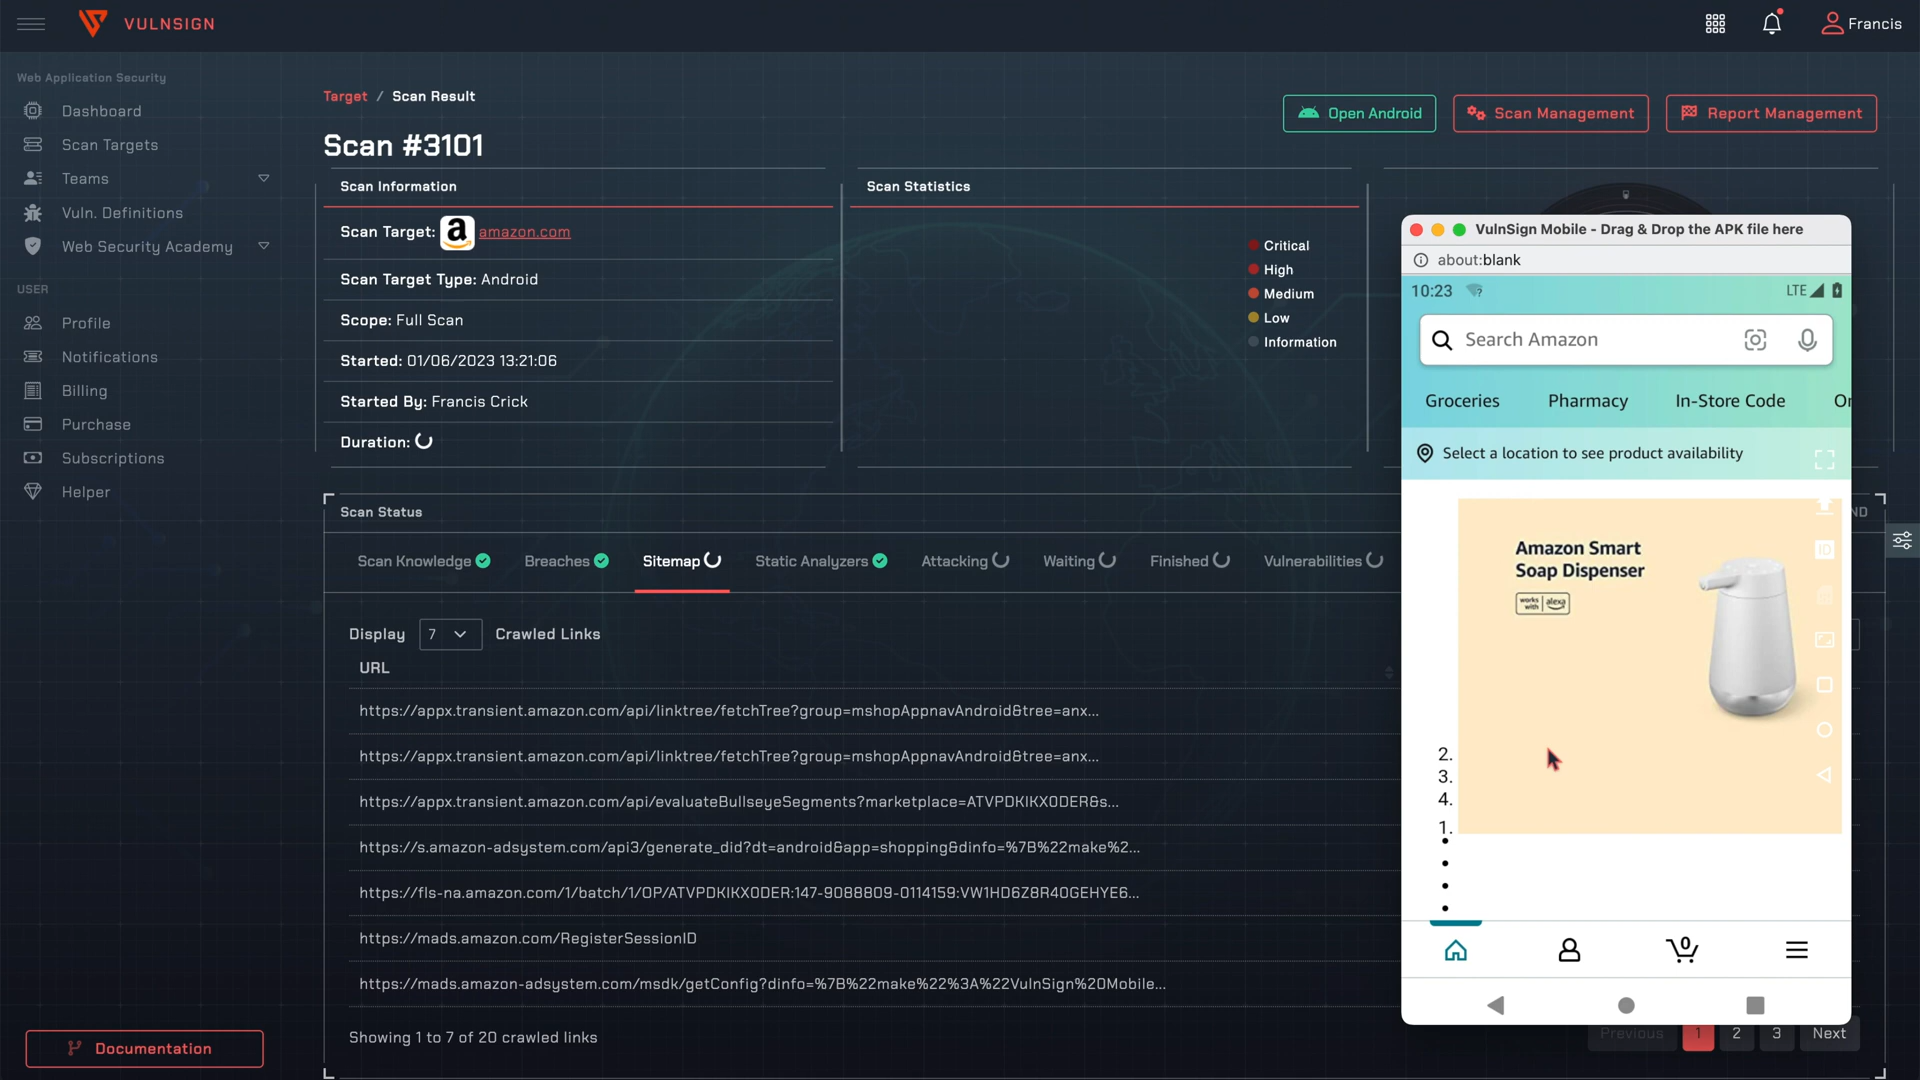 VULNSIGN
Francis
Web Application Security
Dashboard
Scan Targets
Teams
Vuln. Definitions
Web Security Academy
USER
Profile
Notifications
Billing
Purchase
Subscriptions
Helper
Documentation
Target / Scan Result
Open Android
Scan Management
Report Management
Scan #3101
Scan Information
Scan Target: amazon.com
Scan Target Type: Android
Scope: Full Scan
Started: 01/06/2023 13:21:06
Started By: Francis Crick
Duration:
Scan Statistics
Critical
High
Medium
Low
Information
Scan Status
Scan Knowledge
Breaches
Sitemap
Static Analyzers
Attacking
Waiting
Finished
Vulnerabilities
Display 7 Crawled Links
URL
https://appx.transient.amazon.com/api/linktree/fetchTree?group=mshopAppnavAndroid&tree=anx...
https://appx.transient.amazon.com/api/linktree/fetchTree?group=mshopAppnavAndroid&tree=anx...
https://appx.transient.amazon.com/api/evaluateBullseyeSegments?marketplace=ATVPDKIKX0DER&s...
https://s.amazon-adsystem.com/api3/generate_did?dt=android&app=shopping&dinfo=%7B%22make%2...
https://fls-na.amazon.com/1/batch/1/OP/ATVPDKIKX0DER:147-9088809-0114159:VW1HD6Z8R40GEHYE6...
https://mads.amazon.com/RegisterSessionID
https://mads.amazon-adsystem.com/msdk/getConfig?dinfo=%7B%22make%22%3A%22VulnSign%20Mobile...
Showing 1 to 7 of 20 crawled links
Previous 1 2 3 Next
VulnSign Mobile - Drag & Drop the APK file here
about:blank
10:23
LTE
Search Amazon
Groceries
Pharmacy
In-Store Code
Select a location to see product availability
Amazon Smart
Soap Dispenser
works with alexa
ID
2.
3.
4.
1.
0